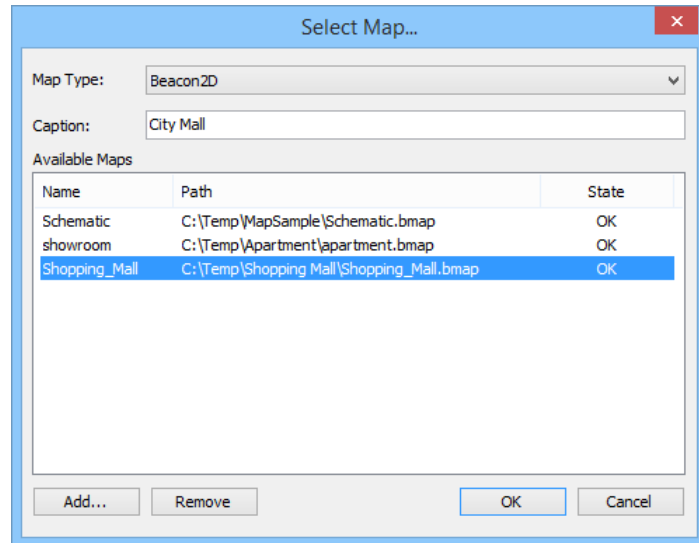 Select Map...
Map Type: Beacon2D
Caption: City Mall
Available Maps
Name Path State
Schematic C:\Temp\MapSample\Schematic.bmap OK
showroom C:\Temp\Apartment\apartment.bmap OK
Shopping_Mall C:\Temp\Shopping Mall\Shopping_Mall.bmap OK
Add... Remove OK Cancel